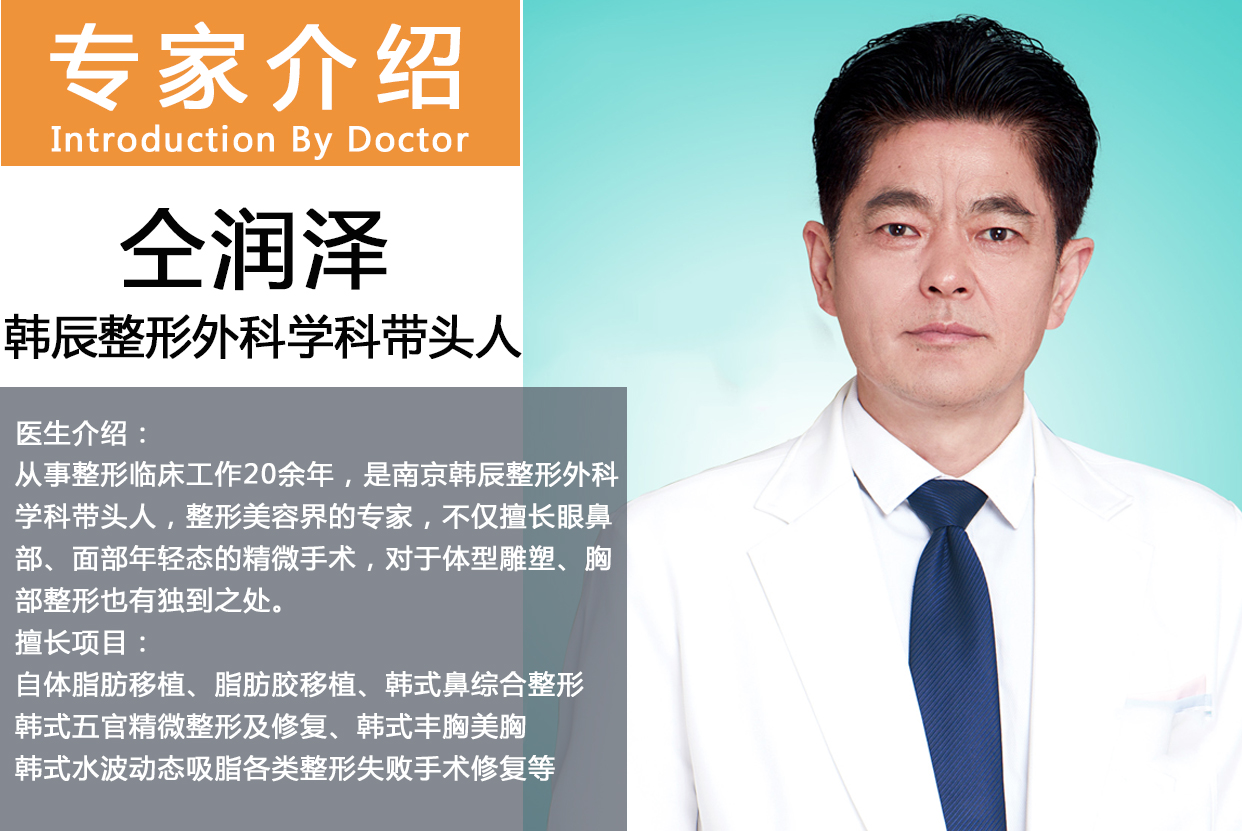 专家介绍
Introduction By Doctor
仝润泽
韩辰整形外科学科带头人
医生介绍：
从事整形临床工作20余年，是南京韩辰整形外科
学科带头人，整形美容界的专家，不仅擅长眼鼻
部、面部年轻态的精微手术，对于体型雕塑、胸
部整形也有独到之处。
擅长项目：
自体脂肪移植、脂肪胶移植、韩式鼻综合整形
韩式五官精微整形及修复、韩式丰胸美胸
韩式水波动态吸脂各类整形失败手术修复等